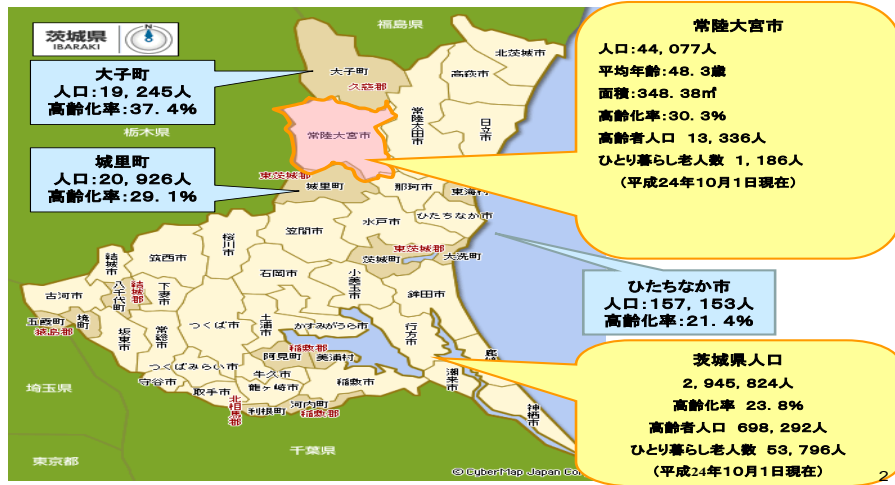 茨城県
IBARAKI
福島県
栃木県
埼玉県
東京都
千葉県
大子町
人口:19,245人
高齢化率:37.4%
城里町
人口:20,926人
高齢化率:29.1%
常陸大宮市
人口:44,077人
平均年齢:48.3歳
面積:348.38㎡
高齢化率:30.3%
高齢者人口 13,336人
ひとり暮らし老人数 1,186人
(平成24年10月1日現在)
ひたちなか市
人口:157,153人
高齢化率:21.4%
茨城県人口
2,945,824人
高齢化率 23.8%
高齢者人口 698,292人
ひとり暮らし老人数 53,796人
(平成24年10月1日現在)
大子町
久慈郡
北茨城市
高萩市
常陸太田市
日立市
常陸大宮市
東茨城郡
城里町
那珂市
東海村
ひたちなか市
水戸市
笠間市
桜川市
筑西市
東茨城郡
茨城町
大洗町
結城市
結城郡
八千代町
下妻市
石岡市
小美玉市
鉾田市
古河市
五霞町
猿島郡
境町
坂東市
常総市
つくば市
土浦市
かすみがうら市
行方市
稲敷郡
阿見町
美浦村
つくばみらい市
牛久市
守谷市
取手市
龍ヶ崎市
稲敷市
潮来市
北相馬郡
利根町
河内町
稲敷郡
神栖市
© CyberMap Japan Co
2